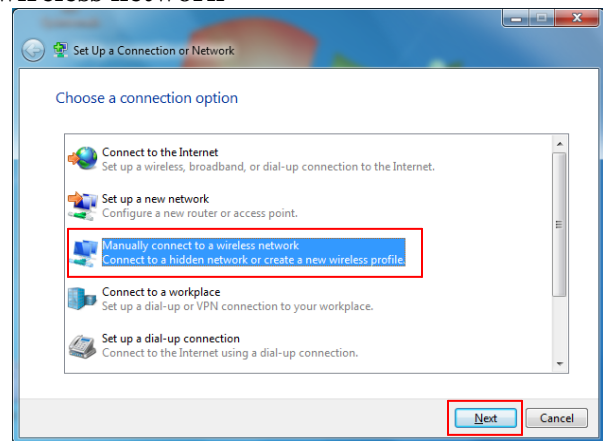 wireless network
Set Up a Connection or Network
Choose a connection option
Connect to the Internet
Set up a wireless, broadband, or dial-up connection to the Internet.
Set up a new network
Configure a new router or access point.
Manually connect to a wireless network
Connect to a hidden network or create a new wireless profile.
Connect to a workplace
Set up a dial-up or VPN connection to your workplace.
Set up a dial-up connection
Connect to the Internet using a dial-up connection.
Next Cancel